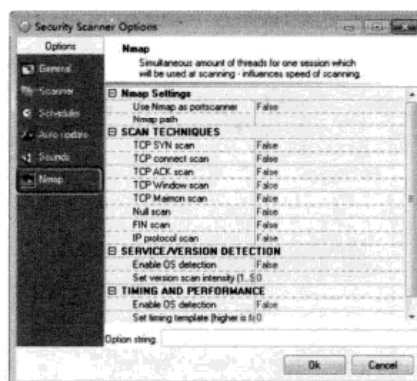 Security Scanner Options
Options
General
Scanner
Scheduler
Auto update
Sounds
Nmap
Nmap
Simultaneous amount of threads for one session which
will be used at scanning - influences speed of scanning.
Nmap Settings
Use Nmap as portscanner False
Nmap path
SCAN TECHNIQUES
TCP SYN scan False
TCP connect scan False
TCP ACK scan False
TCP Window scan False
TCP Maimon scan False
Null scan False
FIN scan False
IP protocol scan False
SERVICE/VERSION DETECTION
Enable OS detection False
Set version scan intensity (1.. 0
TIMING AND PERFORMANCE
Enable OS detection False
Set timing template (higher is 0
Option string:
Ok Cancel